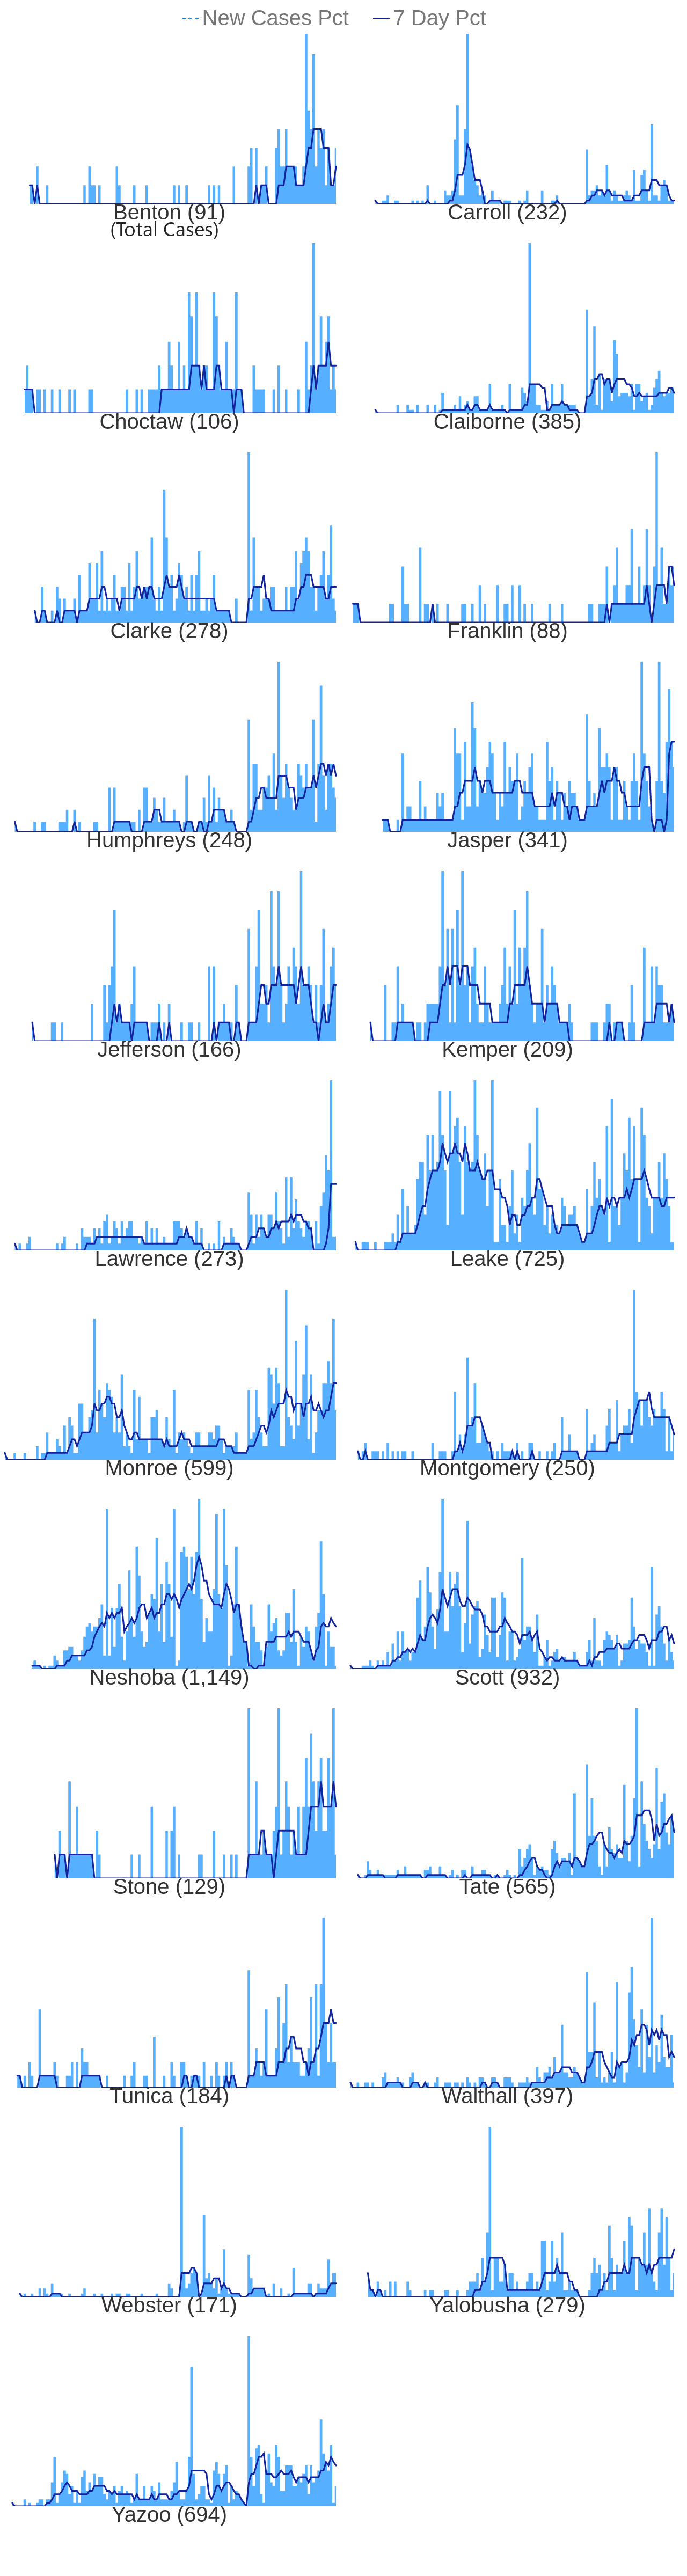 New Cases Pct 7 Day Pct
Benton (91) Carroll (232)
(Total Cases)
Choctaw (106) Claiborne (385)
Clarke (278) Franklin (88)
Humphreys (248) Jasper (341)
Jefferson (166) Kemper (209)
Lawrence (273) Leake (725)
Monroe (599) Montgomery (250)
Neshoba (1,149) Scott (932)
Stone (129) Tate (565)
Tunica (184) Walthall (397)
Webster (171) Yalobusha (279)
Yazoo (694)